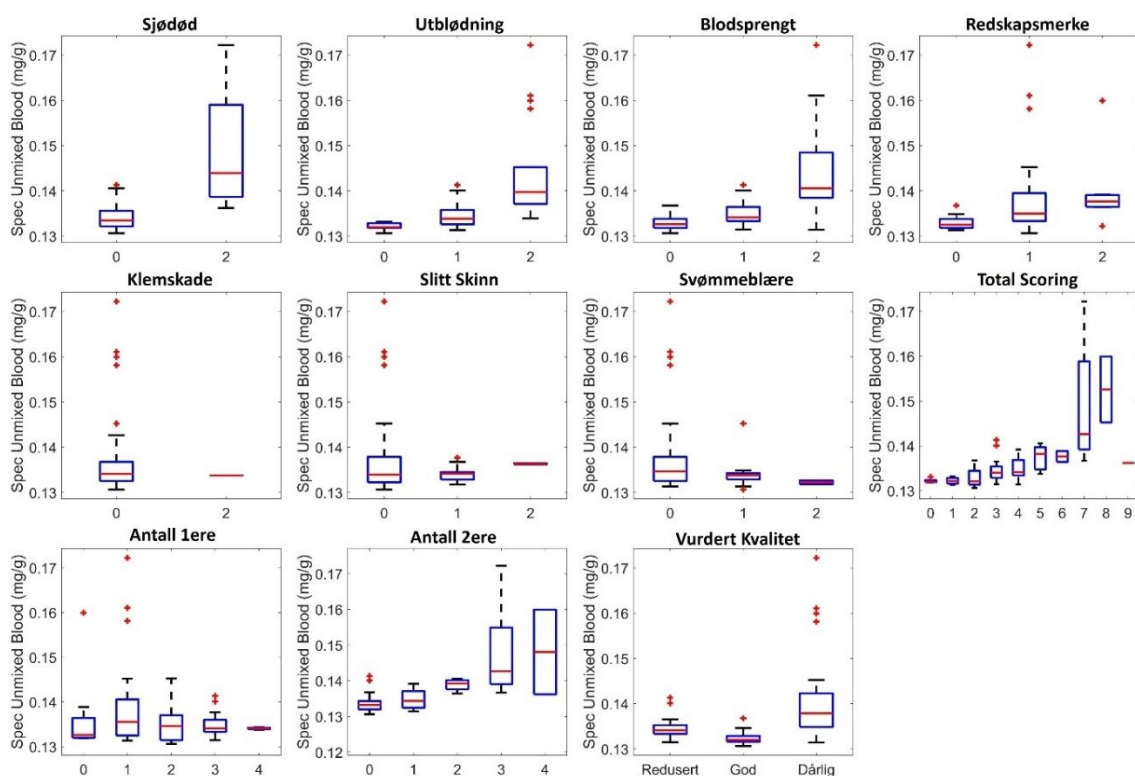 Sjødød
Spec Unmixed Blood (mg/g)
0.17
0.16
0.15
0.14
0.13
0 2
Utblødning
Spec Unmixed Blood (mg/g)
0.17
0.16
0.15
0.14
0.13
0 1 2
Blodsprengt
Spec Unmixed Blood (mg/g)
0.17
0.16
0.15
0.14
0.13
0 1 2
Redskapsmerke
Spec Unmixed Blood (mg/g)
0.17
0.16
0.15
0.14
0.13
0 1 2
Klemskade
Spec Unmixed Blood (mg/g)
0.17
0.16
0.15
0.14
0.13
0 2
Slitt Skinn
Spec Unmixed Blood (mg/g)
0.17
0.16
0.15
0.14
0.13
0 1 2
Svømmeblære
Spec Unmixed Blood (mg/g)
0.17
0.16
0.15
0.14
0.13
0 1 2
Total Scoring
Spec Unmixed Blood (mg/g)
0.17
0.16
0.15
0.14
0.13
0 1 2 3 4 5 6 7 8 9
Antall 1ere
Spec Unmixed Blood (mg/g)
0.17
0.16
0.15
0.14
0.13
0 1 2 3 4
Antall 2ere
Spec Unmixed Blood (mg/g)
0.17
0.16
0.15
0.14
0.13
0.12
0 1 2 3 4
Vurdert Kvalitet
Spec Unmixed Blood (mg/g)
0.17
0.16
0.15
0.14
0.13
Redusert God Dårlig